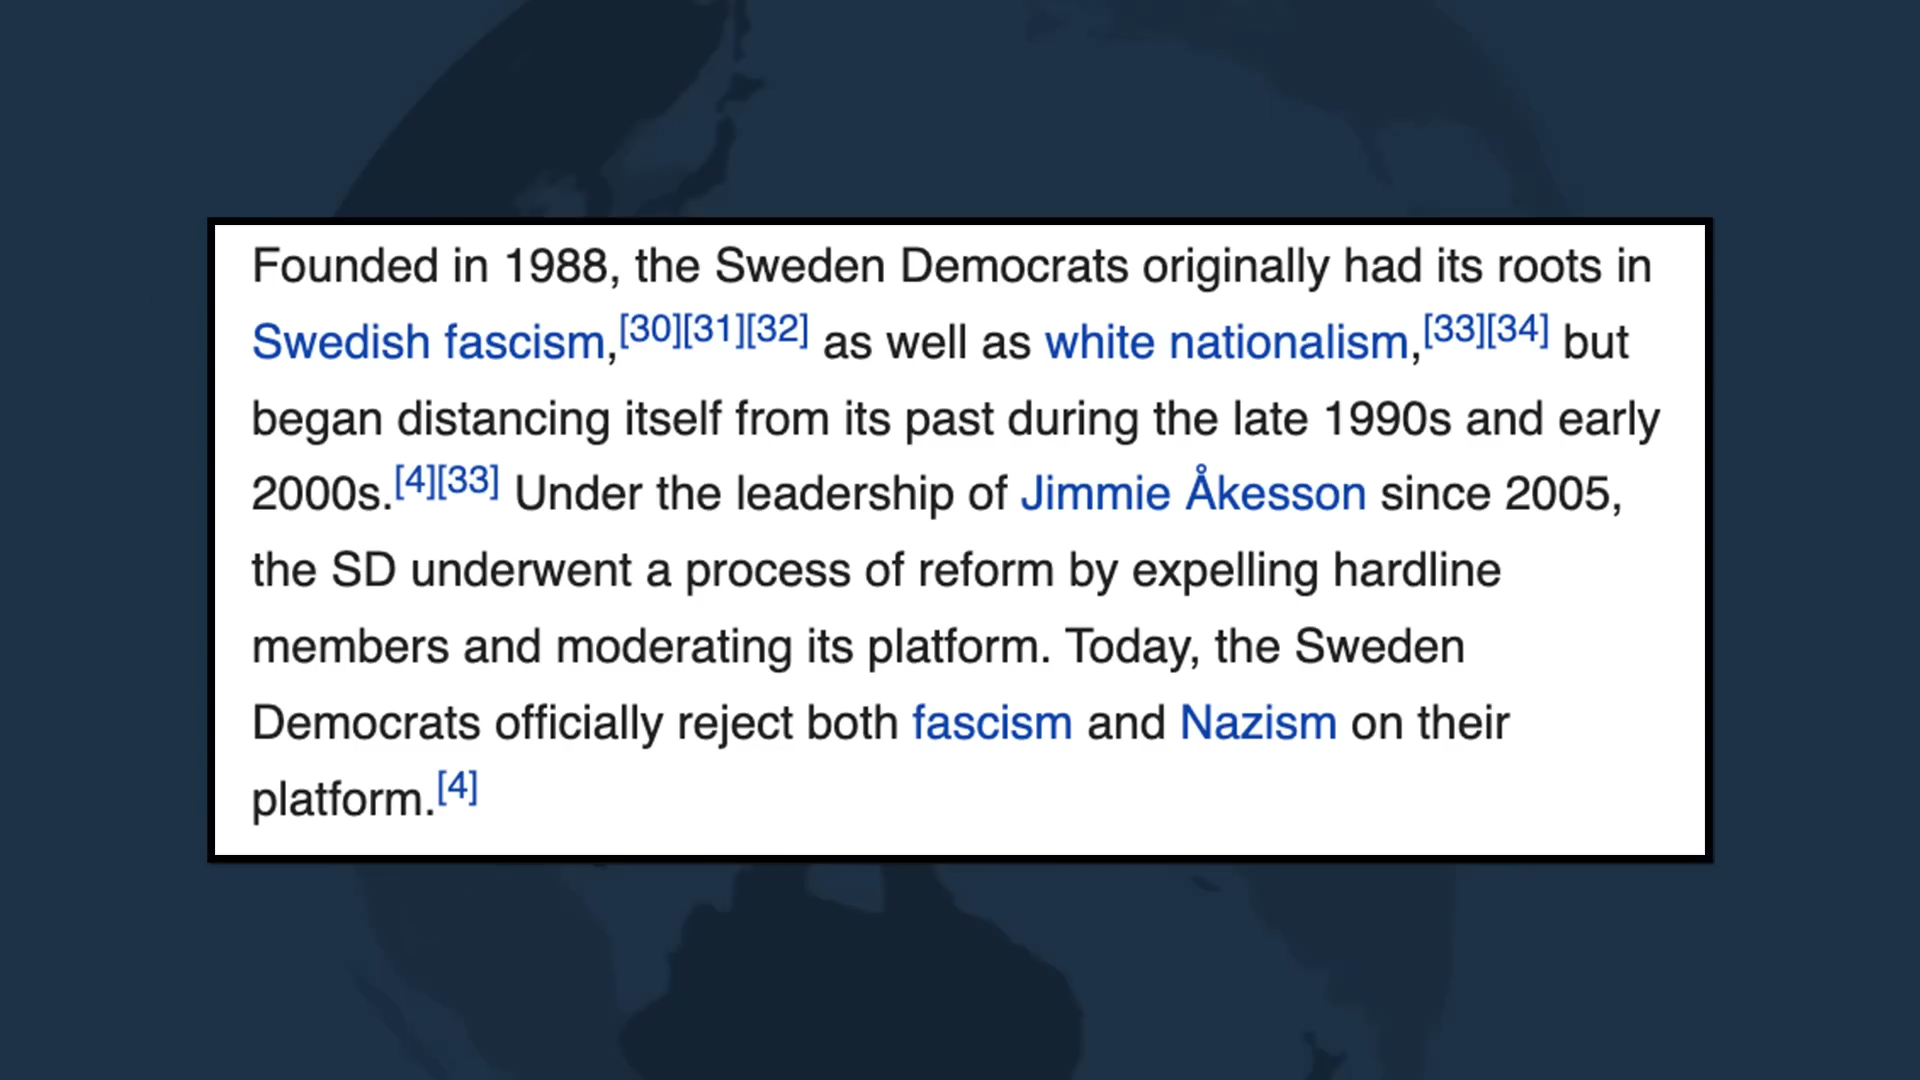 Founded in 1988, the Sweden Democrats originally had its roots in
Swedish fascism,[30][31][32] as well as white nationalism,[33][34] but
began distancing itself from its past during the late 1990s and early
2000s.[4][33] Under the leadership of Jimmie Åkesson since 2005,
the SD underwent a process of reform by expelling hardline
members and moderating its platform. Today, the Sweden
Democrats officially reject both fascism and Nazism on their
platform.[4]